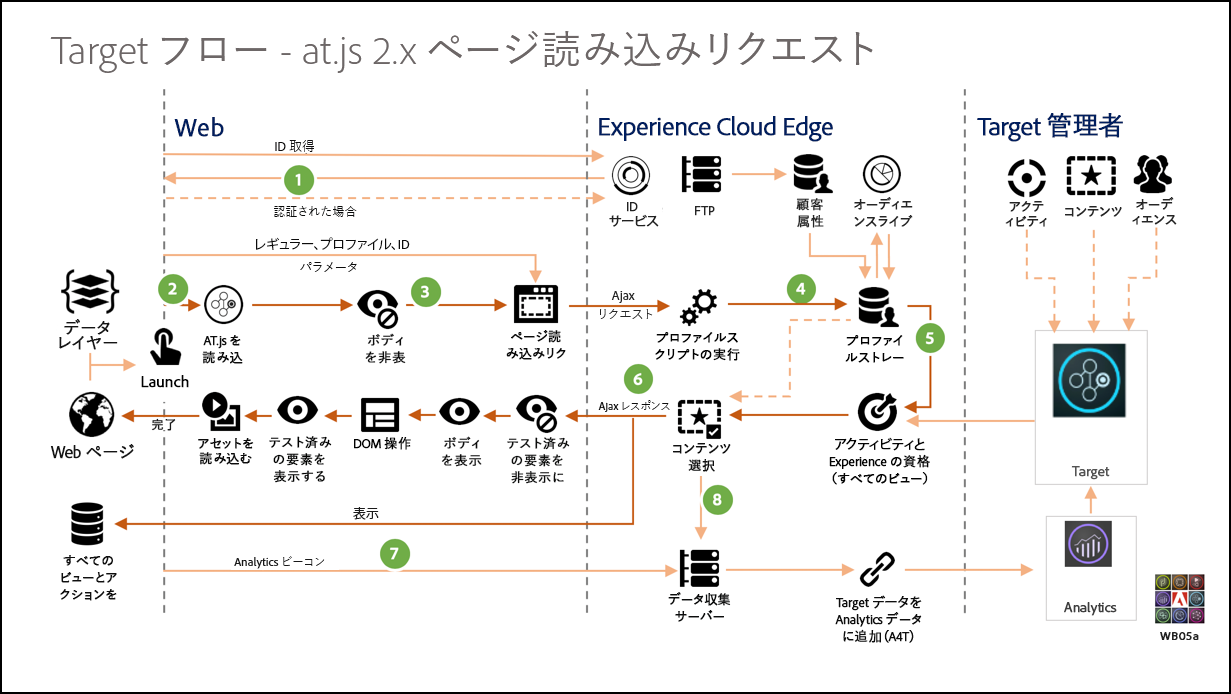 Target フロー - at.js 2.x ページ読み込みリクエスト
Web
Experience Cloud Edge
Target 管理者
ID 取得
1
認証された場合
ID
サービス
FTP
顧客
属性
オーディエ
ンスライブ
アクテ
ィビティ
コンテンツ
オーデ
ィエンス
レギュラー、プロファイル、ID
パラメータ
データ
レイヤー
2
AT.js を
読み込
3
ボディ
を非表
ページ読
み込みリク
Ajax
リクエスト
プロファイルス
クリプトの実行
4
プロファイ
ルストレー
5
Launch
Web ページ
完了
アセットを
読み込む
テスト済み
の要素を
表示する
DOM 操作
ボディ
を表示
テスト済み
の要素を
非表示に
6
Ajax レスポンス
コンテンツ
選択
アクティビティと
Experience の資格
(すべてのビュー)
Target
8
表示
すべての
ビューとア
クションを
Analytics ビーコン
7
データ収集
サーバー
Target データを
Analytics データ
に追加 (A4T)
Analytics
WB05a